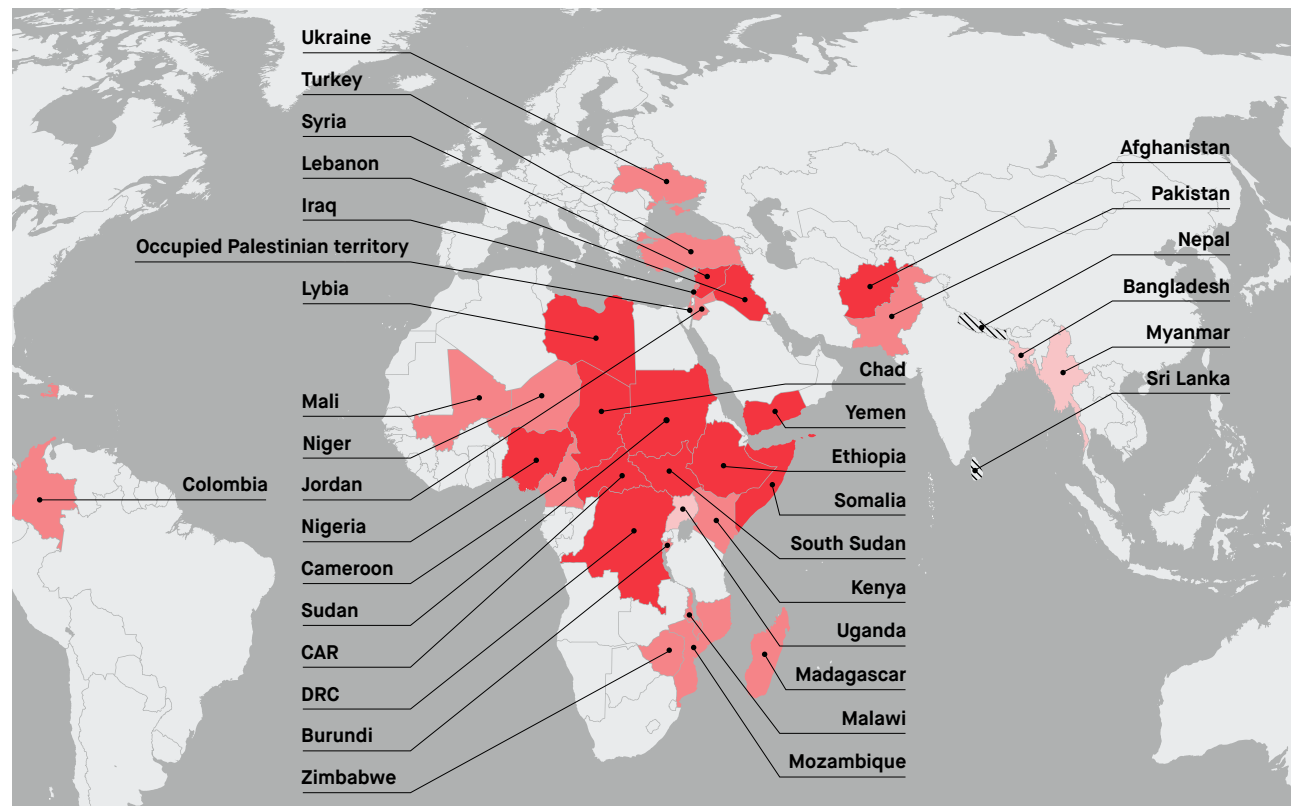 Ukraine
Turkey
Syria
Lebanon
Iraq
Occupied Palestinian territory
Lybia
Mali
Niger
Jordan
Nigeria
Cameroon
Sudan
CAR
DRC
Burundi
Zimbabwe
Colombia
Afghanistan
Pakistan
Nepal
Bangladesh
Myanmar
Sri Lanka
Chad
Yemen
Ethiopia
Somalia
South Sudan
Kenya
Uganda
Madagascar
Malawi
Mozambique